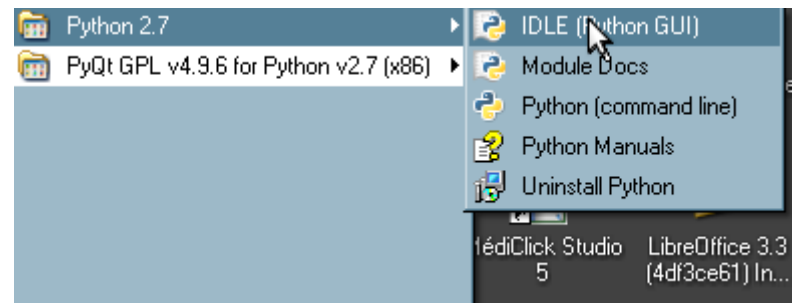 Python 2.7
PyQt GPL v4.9.6 for Python v2.7 (x86)
IDLE (Python GUI)
Module Docs
Python (command line)
Python Manuals
Uninstall Python
édiClick Studio
5
LibreOffice 3.3
(4df3ce61) In...